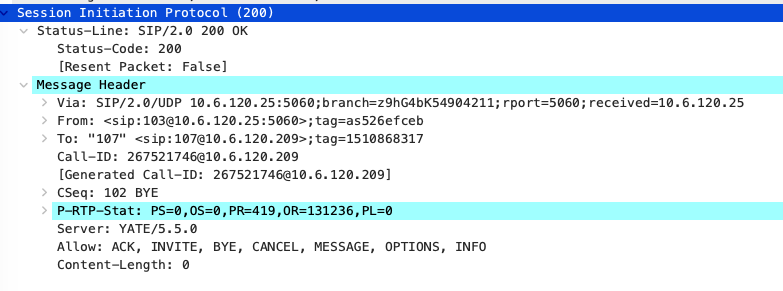 Session Initiation Protocol (200)
Status-Line: SIP/2.0 200 OK
Status-Code: 200
[Resent Packet: False]
Message Header
Via: SIP/2.0/UDP 10.6.120.25:5060;branch=z9hG4bK54904211;rport=5060;received=10.6.120.25
From: <sip:103@10.6.120.25:5060>;tag=as526efceb
To: "107" <sip:107@10.6.120.209>;tag=1510868317
Call-ID: 267521746@10.6.120.209
[Generated Call-ID: 267521746@10.6.120.209]
CSeq: 102 BYE
P-RTP-Stat: PS=0,OS=0,PR=419,OR=131236,PL=0
Server: YATE/5.5.0
Allow: ACK, INVITE, BYE, CANCEL, MESSAGE, OPTIONS, INFO
Content-Length: 0